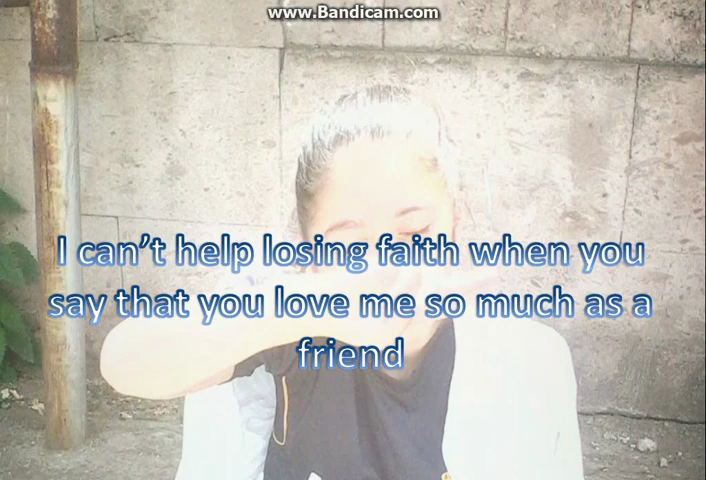 www.Bandicam.com
I can’t help losing faith when you
say that you love me so much as a
friend